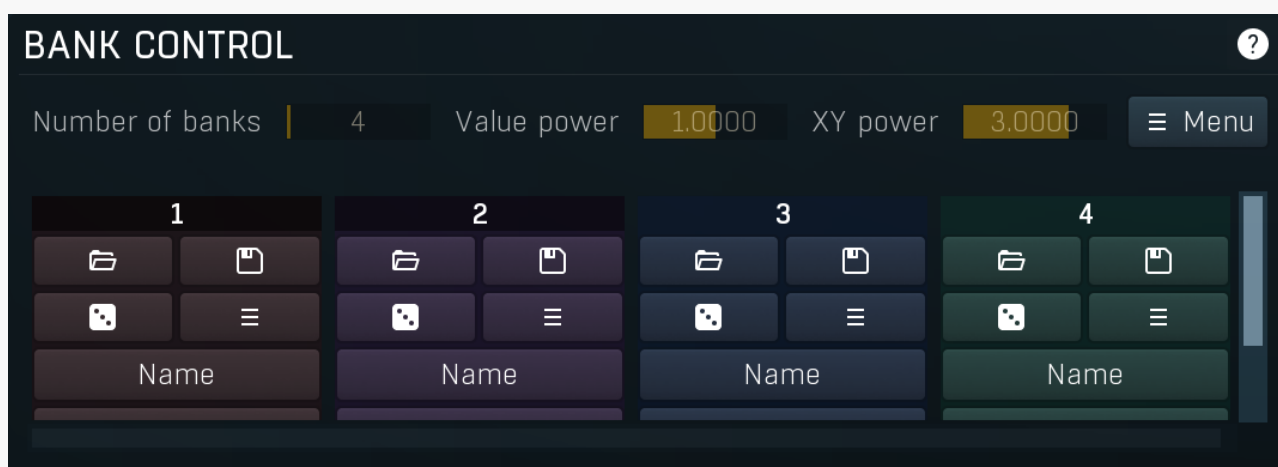 BANK CONTROL ?
Number of banks 4 Value power 1.0000 XY power 3.0000 Menu
1 2 3 4
Name Name Name Name